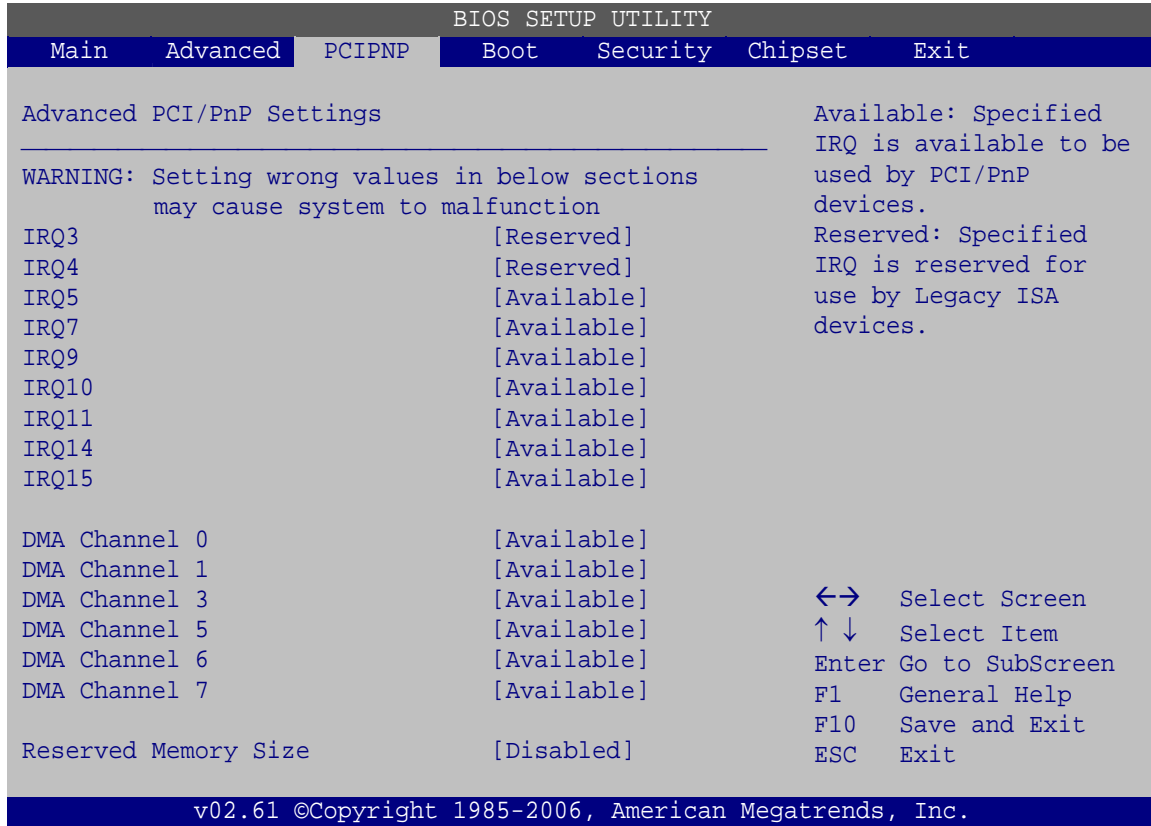 BIOS SETUP UTILITY
Main Advanced PCIPNP Boot Security Chipset Exit
Advanced PCI/PnP Settings
WARNING: Setting wrong values in below sections
may cause system to malfunction
IRQ3 [Reserved]
IRQ4 [Reserved]
IRQ5 [Available]
IRQ7 [Available]
IRQ9 [Available]
IRQ10 [Available]
IRQ11 [Available]
IRQ14 [Available]
IRQ15 [Available]
DMA Channel 0 [Available]
DMA Channel 1 [Available]
DMA Channel 3 [Available]
DMA Channel 5 [Available]
DMA Channel 6 [Available]
DMA Channel 7 [Available]
Reserved Memory Size [Disabled]
Available: Specified
IRQ is available to be
used by PCI/PnP
devices.
Reserved: Specified
IRQ is reserved for
use by Legacy ISA
devices.
←→ Select Screen
↑ ↓ Select Item
Enter Go to SubScreen
F1 General Help
F10 Save and Exit
ESC Exit
v02.61 ©Copyright 1985-2006, American Megatrends, Inc.